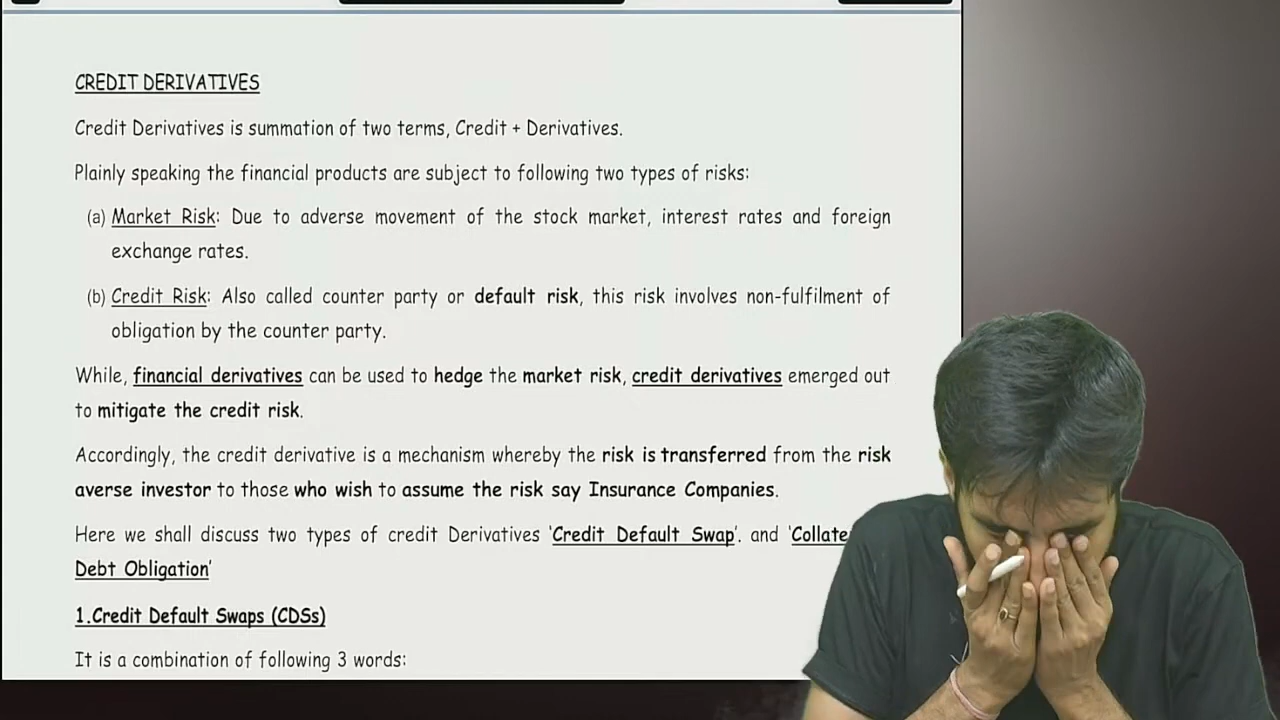 CREDIT DERIVATIVES
Credit Derivatives is summation of two terms, Credit + Derivatives.
Plainly speaking the financial products are subject to following two types of risks:
(a) Market Risk: Due to adverse movement of the stock market, interest rates and foreign
exchange rates.
(b) Credit Risk: Also called counter party or default risk, this risk involves non-fulfilment of
obligation by the counter party.
While, financial derivatives can be used to hedge the market risk, credit derivatives emerged out
to mitigate the credit risk.
Accordingly, the credit derivative is a mechanism whereby the risk is transferred from the risk
averse investor to those who wish to assume the risk say Insurance Companies.
Here we shall discuss two types of credit Derivatives 'Credit Default Swap'. and 'Collate
Debt Obligation'
1.Credit Default Swaps (CDSs)
It is a combination of following 3 words: